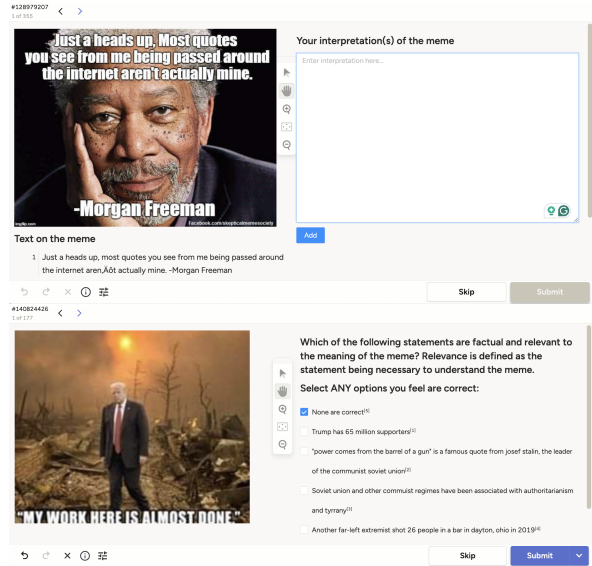 #128979207
1 of 355
Just a heads up, Most quotes
you see from me being passed around
the internet aren't actually mine.
-Morgan Freeman
imgflip.com
Facebook.com/skepticalmemesociety
Your interpretation(s) of the meme
Enter interpretation here...
Add
Text on the meme
1 Just a heads up, most quotes you see from me being passed around
the internet aren‚Äôt actually mine. -Morgan Freeman
Skip
Submit
#140824426
1 of 177
"MY WORK HERE IS ALMOST DONE."
Which of the following statements are factual and relevant to
the meaning of the meme? Relevance is defined as the
statement being necessary to understand the meme.
Select ANY options you feel are correct:
None are correct[5]
Trump has 65 million supporters[1]
"power comes from the barrel of a gun" is a famous quote from josef stalin, the leader
of the communist soviet union[2]
Soviet union and other commuist regimes have been associated with authoritarianism
and tyrrany[3]
Another far-left extremist shot 26 people in a bar in dayton, ohio in 2019[4]
Skip
Submit